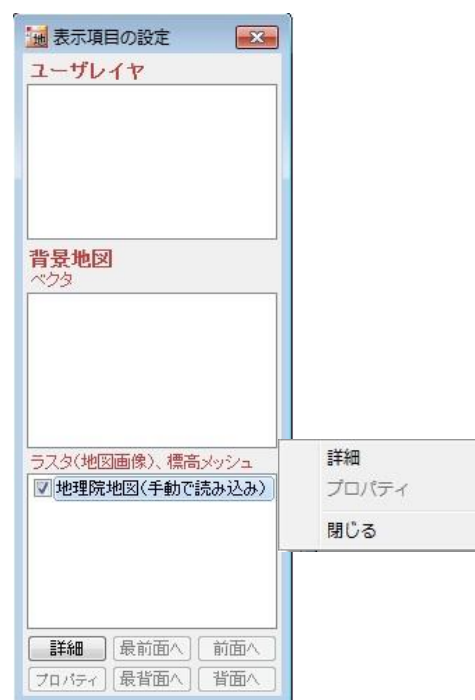 地 表示項目の設定
ユーザレイヤ
背景地図
ベクタ
ラスタ(地図画像)、標高メッシュ
地理院地図(手動で読み込み)
詳細
プロパティ
閉じる
詳細 最前面へ 前面へ
プロパティ 最背面へ 背面へ